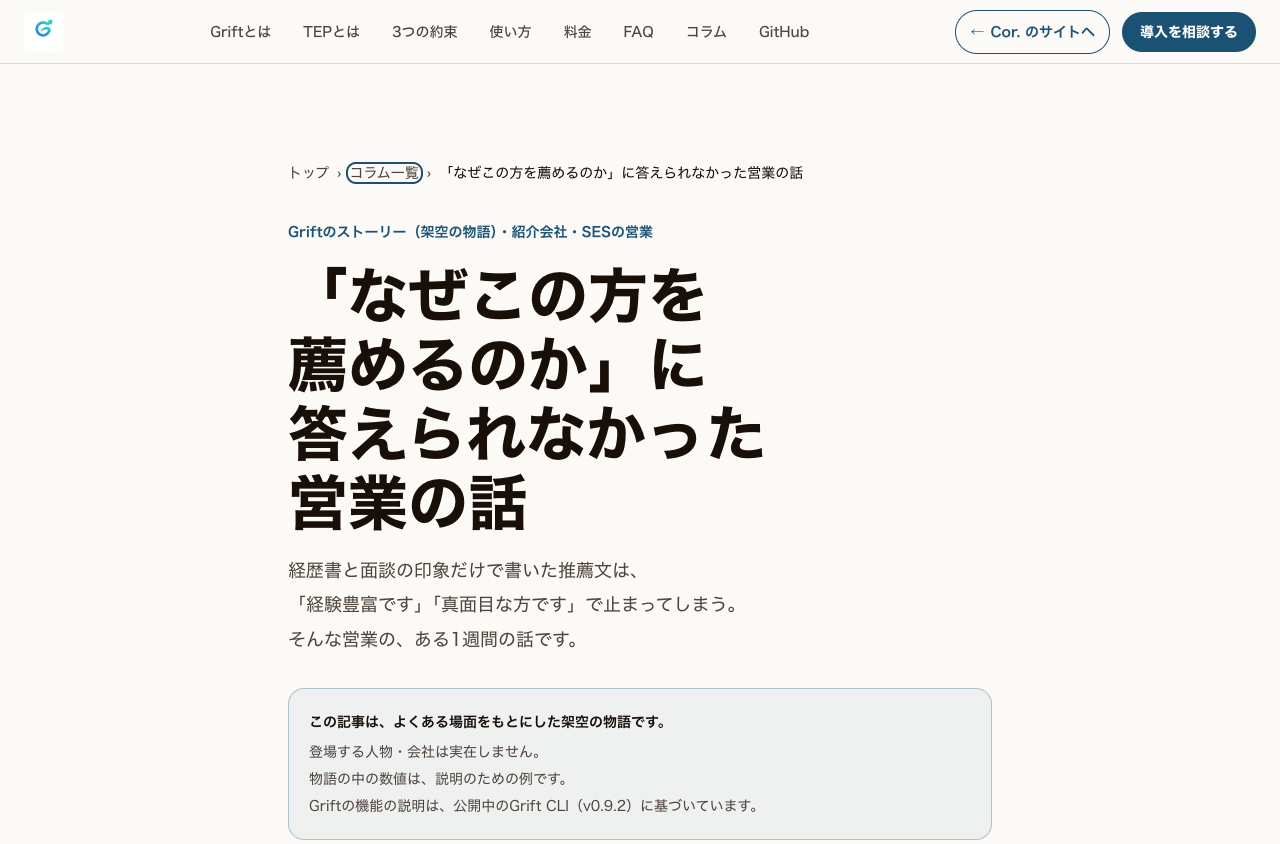 Griftとは
TEPとは
3つの約束
使い方
料金
FAQ
コラム
GitHub
← Cor. のサイトへ
導入を相談する
トップ › コラム一覧 › 「なぜこの方を薦めるのか」に答えられなかった営業の話
Griftのストーリー（架空の物語）・紹介会社・SESの営業
「なぜこの方を
薦めるのか」に
答えられなかった
営業の話
経歴書と面談の印象だけで書いた推薦文は、
「経験豊富です」「真面目な方です」で止まってしまう。
そんな営業の、ある1週間の話です。
この記事は、よくある場面をもとにした架空の物語です。
登場する人物・会社は実在しません。
物語の中の数値は、説明のための例です。
Griftの機能の説明は、公開中のGrift CLI（v0.9.2）に基づいています。